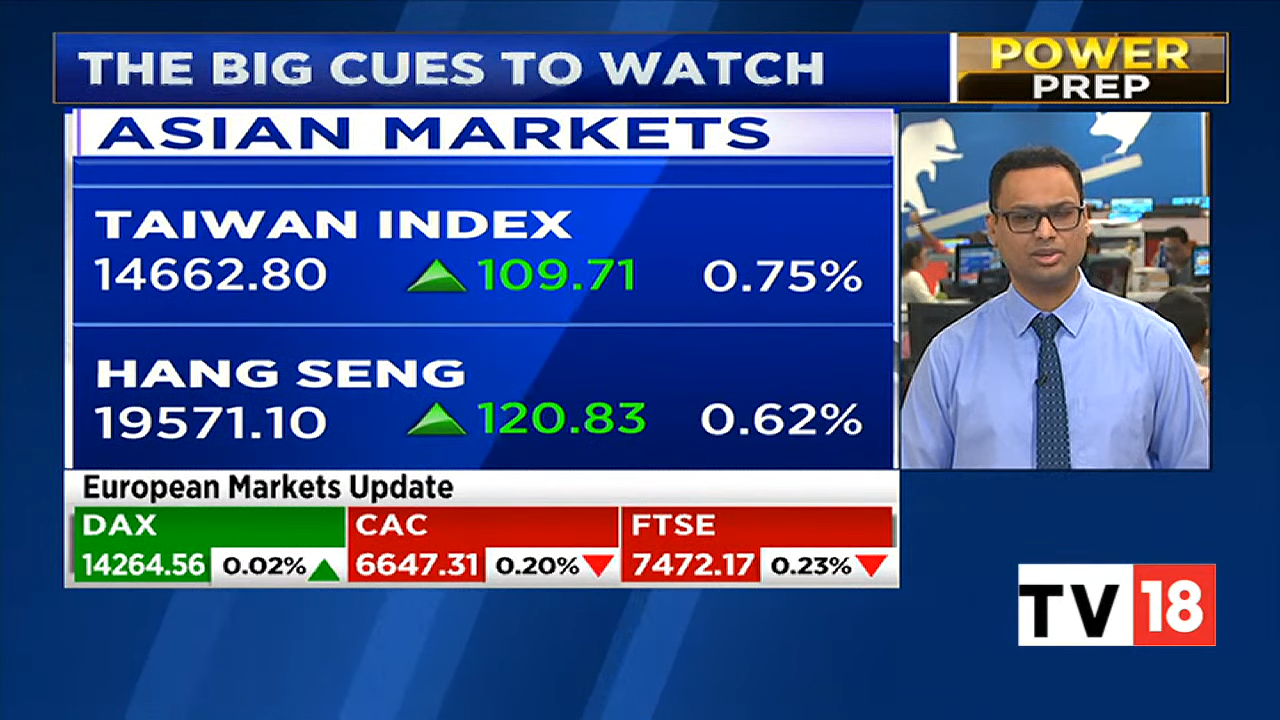 THE BIG CUES TO WATCH
POWER
PREP
ASIAN MARKETS
TAIWAN INDEX
14662.80 109.71 0.75%
HANG SENG
19571.10 120.83 0.62%
European Markets Update
DAX CAC FTSE
14264.56 0.02% 6647.31 0.20% 7472.17 0.23%
TV 18